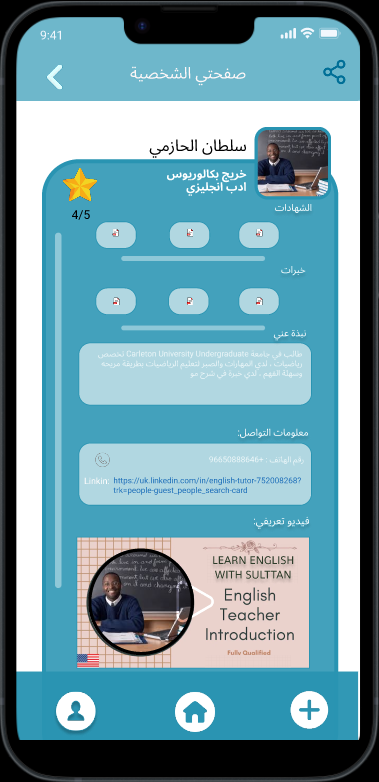 9:41
صفحتي الشخصية
سلطان الحازمي
خريج بكالوريوس
ادب انجليزي
4/5
الشهادات
خبرات
نبذة عني
طالب في جامعة Carleton University Undergraduate تخصص
رياضيات ، لدي المهارات والصبر لتعليم الرياضيات بطريقة مريحه
وسهلة الفهم . لدي خبرة في شرح مو
معلومات التواصل:
رقم الهاتف : +96650888646
Linkin: https://uk.linkedin.com/in/english-tutor-752008268?
trk=people-guest_people_search-card
فيديو تعريفي:
LEARN ENGLISH
WITH SULTTAN
English
Teacher
Introduction
Fully Qualified